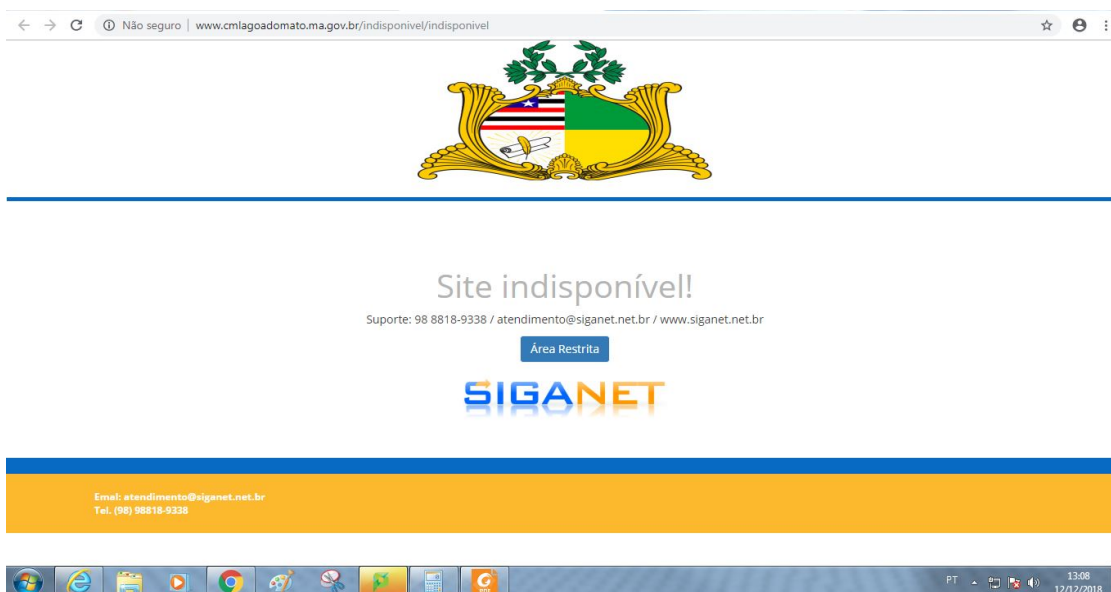 Não seguro | www.cmlagoadomato.ma.gov.br/indisponivel/indisponivel
Site indisponível!
Suporte: 98 8818-9338 / atendimento@siganet.net.br / www.siganet.net.br
Área Restrita
SIGANET
Emal: atendimento@siganet.net.br
Tel. (98) 98818-9338
PT
13:08
12/12/2018